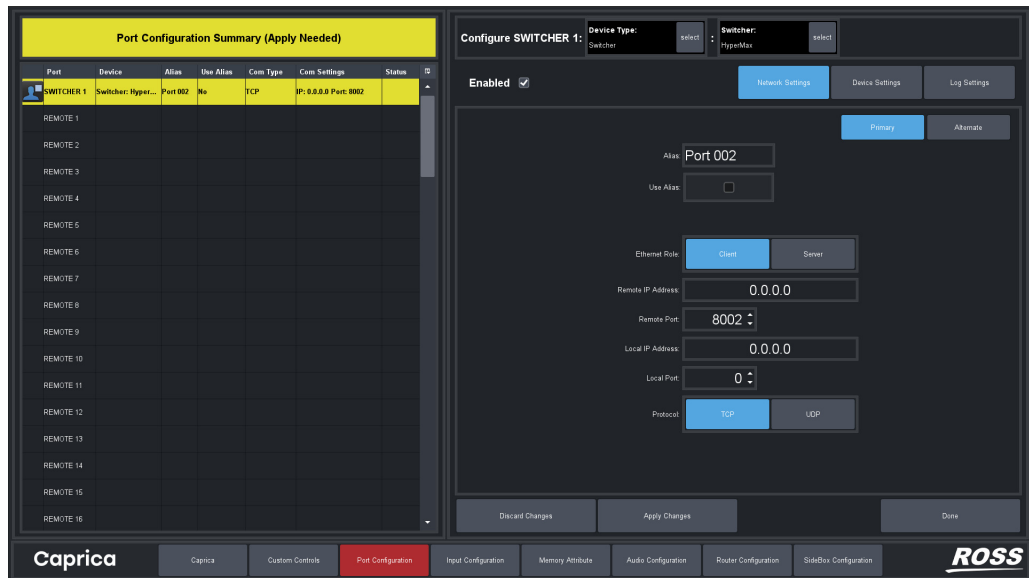 Port Configuration Summary (Apply Needed)
Port Device Alias Use Alias Com Type Com Settings Status
SWITCHER 1 Switcher: Hyper... Port 002 No TCP IP: 0.0.0.0 Port: 8002
REMOTE 1
REMOTE 2
REMOTE 3
REMOTE 4
REMOTE 5
REMOTE 6
REMOTE 7
REMOTE 8
REMOTE 9
REMOTE 10
REMOTE 11
REMOTE 12
REMOTE 13
REMOTE 14
REMOTE 15
REMOTE 16
Configure SWITCHER 1: Device Type: Switcher select : Switcher: HyperMax select
Enabled Network Settings Device Settings Log Settings
Primary Alternate
Alias: Port 002
Use Alias:
Ethernet Role: Client Server
Remote IP Address: 0.0.0.0
Remote Port: 8002
Local IP Address: 0.0.0.0
Local Port: 0
Protocol: TCP UDP
Discard Changes Apply Changes Done
Caprica Caprica Custom Controls Port Configuration Input Configuration Memory Attribute Audio Configuration Router Configuration SideBox Configuration ROSS